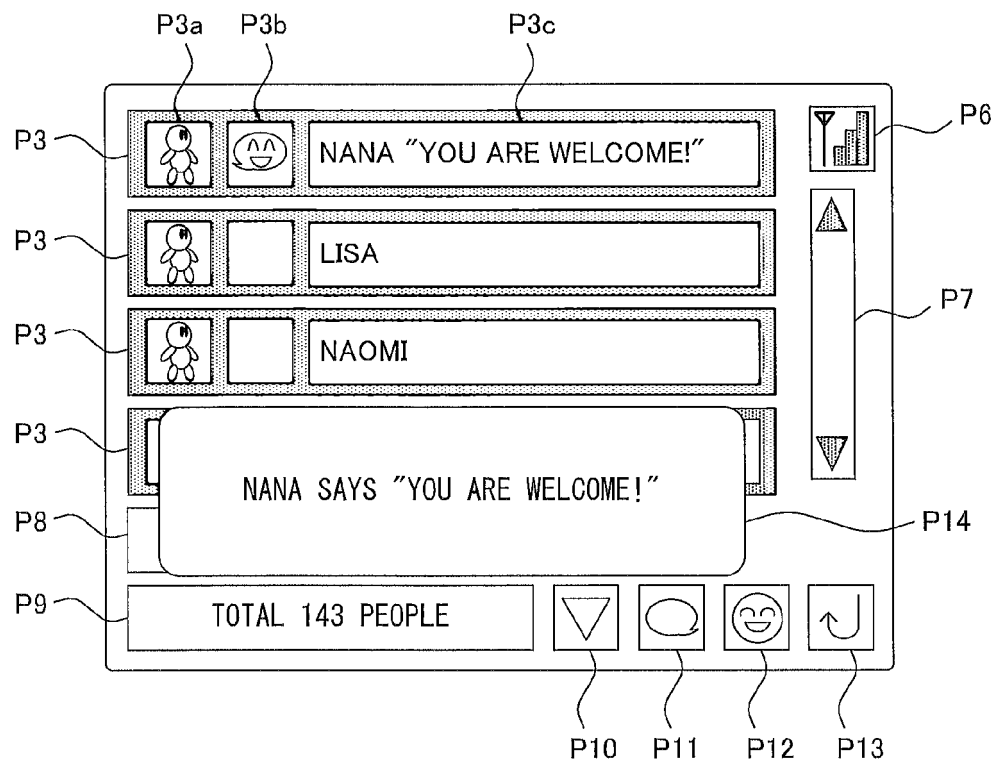 P3a P3b P3c
P6
P3 NANA "YOU ARE WELCOME!"
P3 LISA
P7
P3 NAOMI
P3
NANA SAYS "YOU ARE WELCOME!"
P8 P14
P9 TOTAL 143 PEOPLE
P10 P11 P12 P13